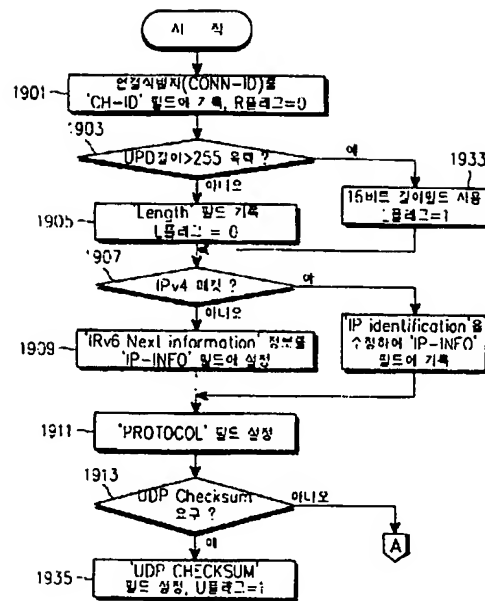 시 작
1901
연결식별자(CONN-ID)를
'CH-ID' 필드에 기록, R플래그=0
1903
UPD길이>255 옥텟 ?
예
아니오
1933
1905
'Length' 필드 기록
L플래그 = 0
16비트 길이필드 사용
L플래그=1
1907
IPv4 패킷 ?
예
아니오
1909
'IRv6 Next information' 정보를
'IP-INFO' 필드에 설정
'IP identification'을
수정하여 'IP-INFO'
필드에 기록
1911
'PROTOCOL' 필드 설정
1913
UDP Checksum
요구 ?
아니오
예
A
1935
'UDP CHECKSUM'
필드 설정, U플래그=1